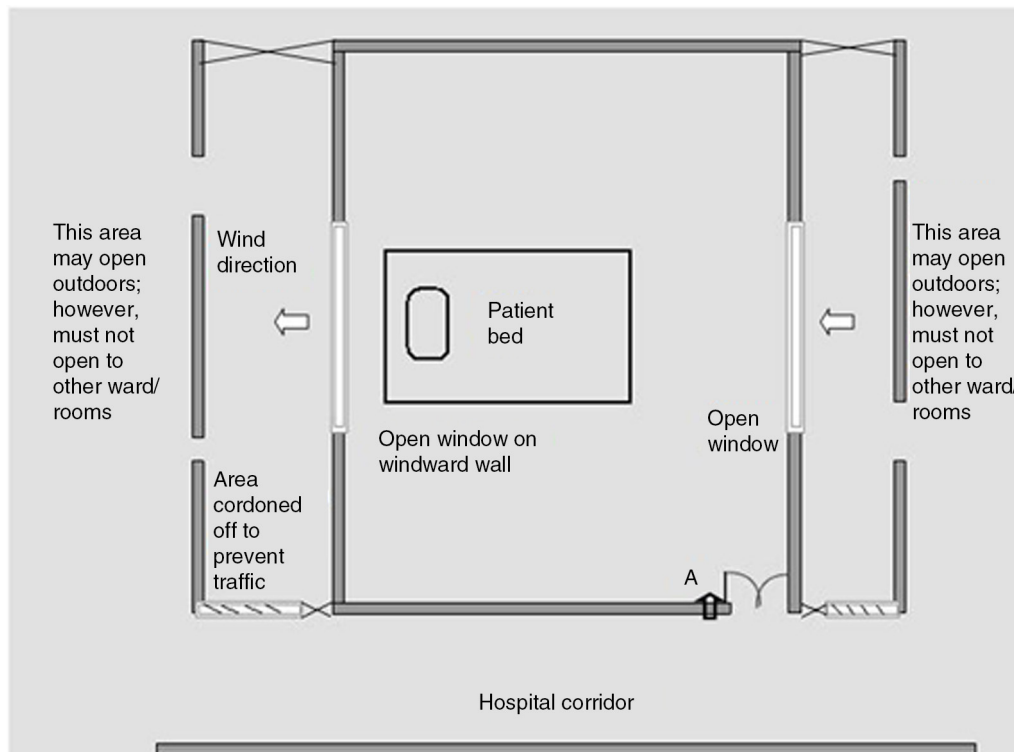 This area
may open
outdoors;
however,
must not
open to
other ward/
rooms
Wind
direction
Patient
bed
This area
may open
outdoors;
however,
must not
open to
other ward/
rooms
Open window on
windward wall
Open
window
Area
cordoned
off to
prevent
traffic
A
Hospital corridor